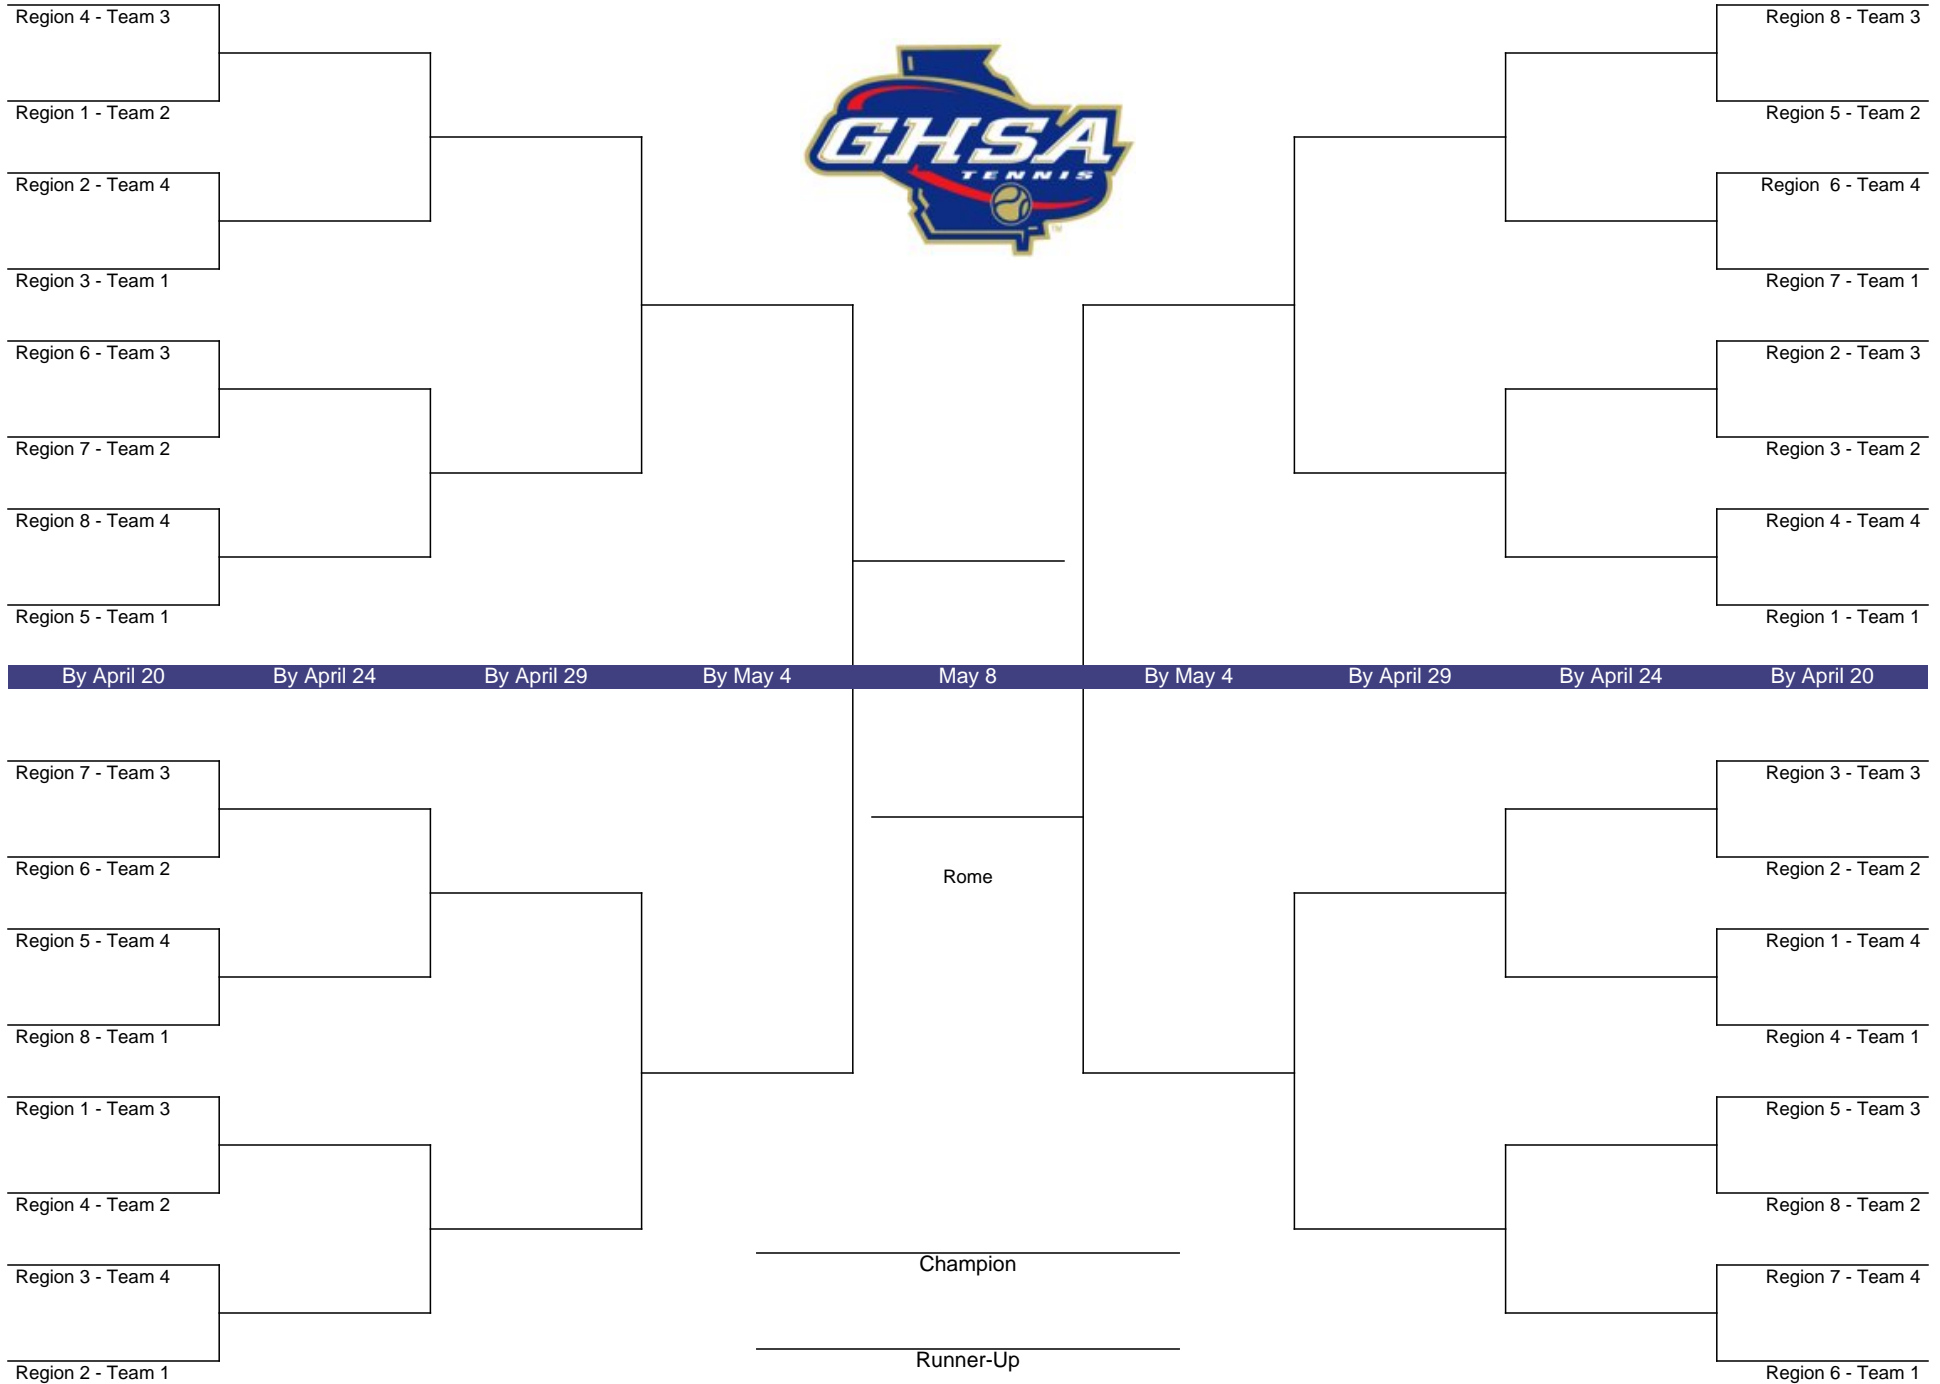 Region 4 - Team 3
Region 8 - Team 3
GHSA
TENNIS
TM
Region 1 - Team 2
Region 5 - Team 2
Region 2 - Team 4
Region  6 - Team 4
Region 3 - Team 1
Region 7 - Team 1
Region 6 - Team 3
Region 2 - Team 3
Region 7 - Team 2
Region 3 - Team 2
Region 8 - Team 4
Region 4 - Team 4
Region 5 - Team 1
Region 1 - Team 1
By April 20 By April 24 By April 29 By May 4 May 8 By May 4 By April 29 By April 24 By April 20
Region 7 - Team 3
Region 3 - Team 3
Region 6 - Team 2
Region 2 - Team 2
Rome
Region 5 - Team 4
Region 1 - Team 4
Region 8 - Team 1
Region 4 - Team 1
Region 1 - Team 3
Region 5 - Team 3
Region 4 - Team 2
Region 8 - Team 2
Champion
Region 3 - Team 4
Region 7 - Team 4
Runner-Up
Region 2 - Team 1
Region 6 - Team 1